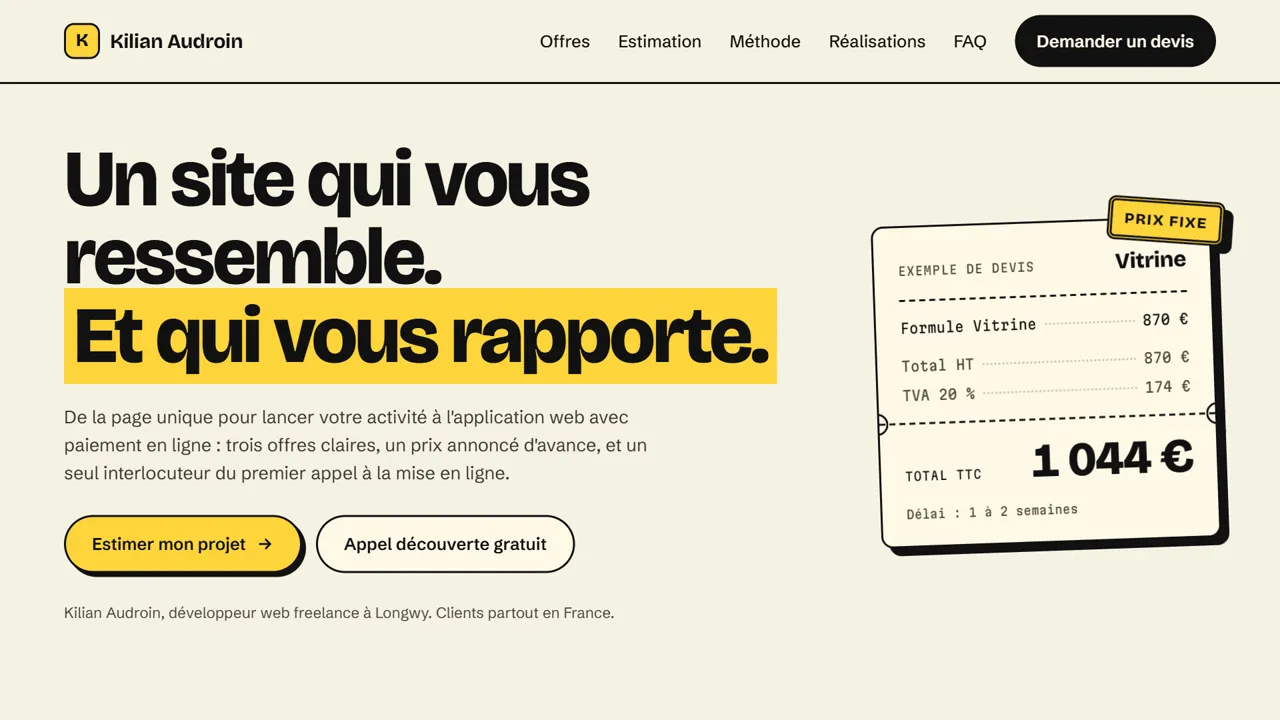 K Kilian Audroin
Offres Estimation Méthode Réalisations FAQ Demander un devis
Un site qui vous
ressemble.
Et qui vous rapporte.
De la page unique pour lancer votre activité à l'application web avec
paiement en ligne : trois offres claires, un prix annoncé d'avance, et un
seul interlocuteur du premier appel à la mise en ligne.
Estimer mon projet →
Appel découverte gratuit
Kilian Audroin, développeur web freelance à Longwy. Clients partout en France.
PRIX FIXE
EXEMPLE DE DEVIS Vitrine
Formule Vitrine 870 €
Total HT 870 €
TVA 20 % 174 €
TOTAL TTC 1 044 €
Délai : 1 à 2 semaines